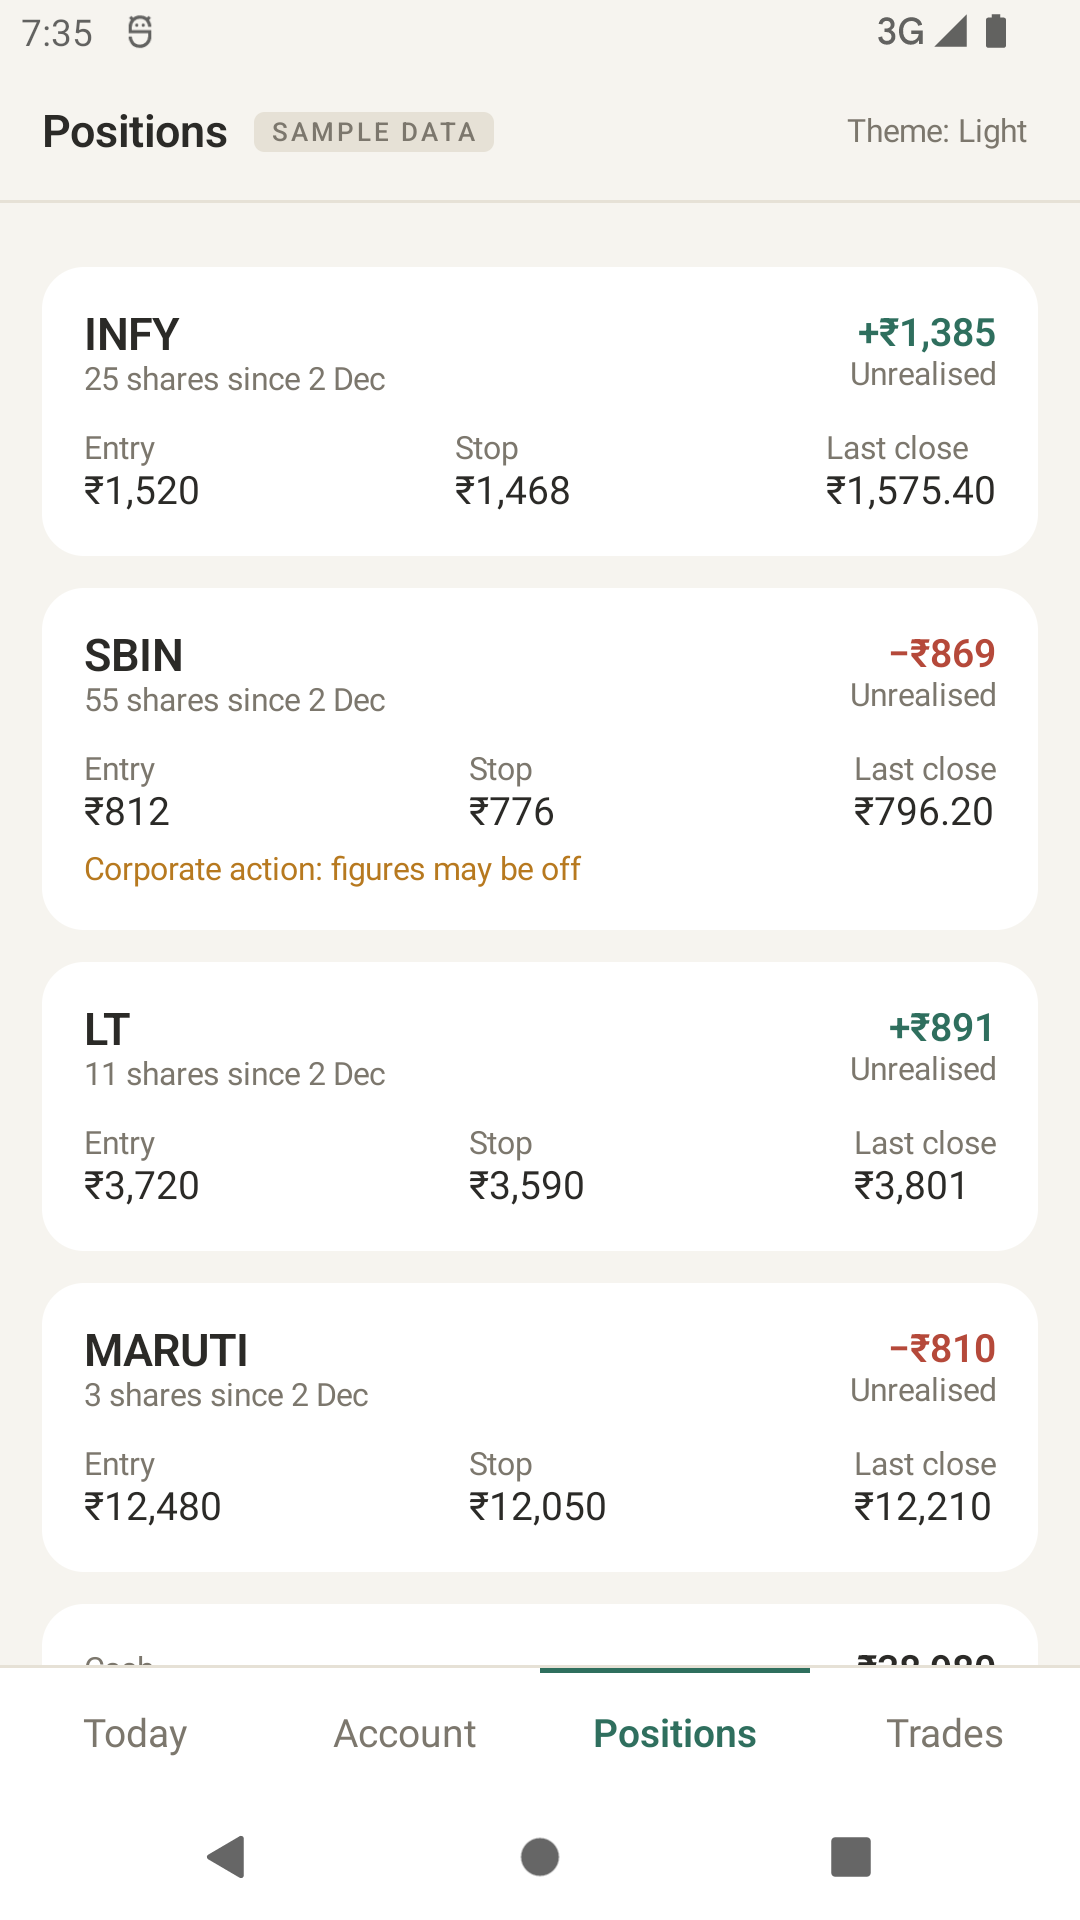 7:35
3G
Positions SAMPLE DATA Theme: Light
INFY +₹1,385
25 shares since 2 Dec Unrealised
Entry Stop Last close
₹1,520 ₹1,468 ₹1,575.40
SBIN −₹869
55 shares since 2 Dec Unrealised
Entry Stop Last close
₹812 ₹776 ₹796.20
Corporate action: figures may be off
LT +₹891
11 shares since 2 Dec Unrealised
Entry Stop Last close
₹3,720 ₹3,590 ₹3,801
MARUTI −₹810
3 shares since 2 Dec Unrealised
Entry Stop Last close
₹12,480 ₹12,050 ₹12,210
Today Account Positions Trades